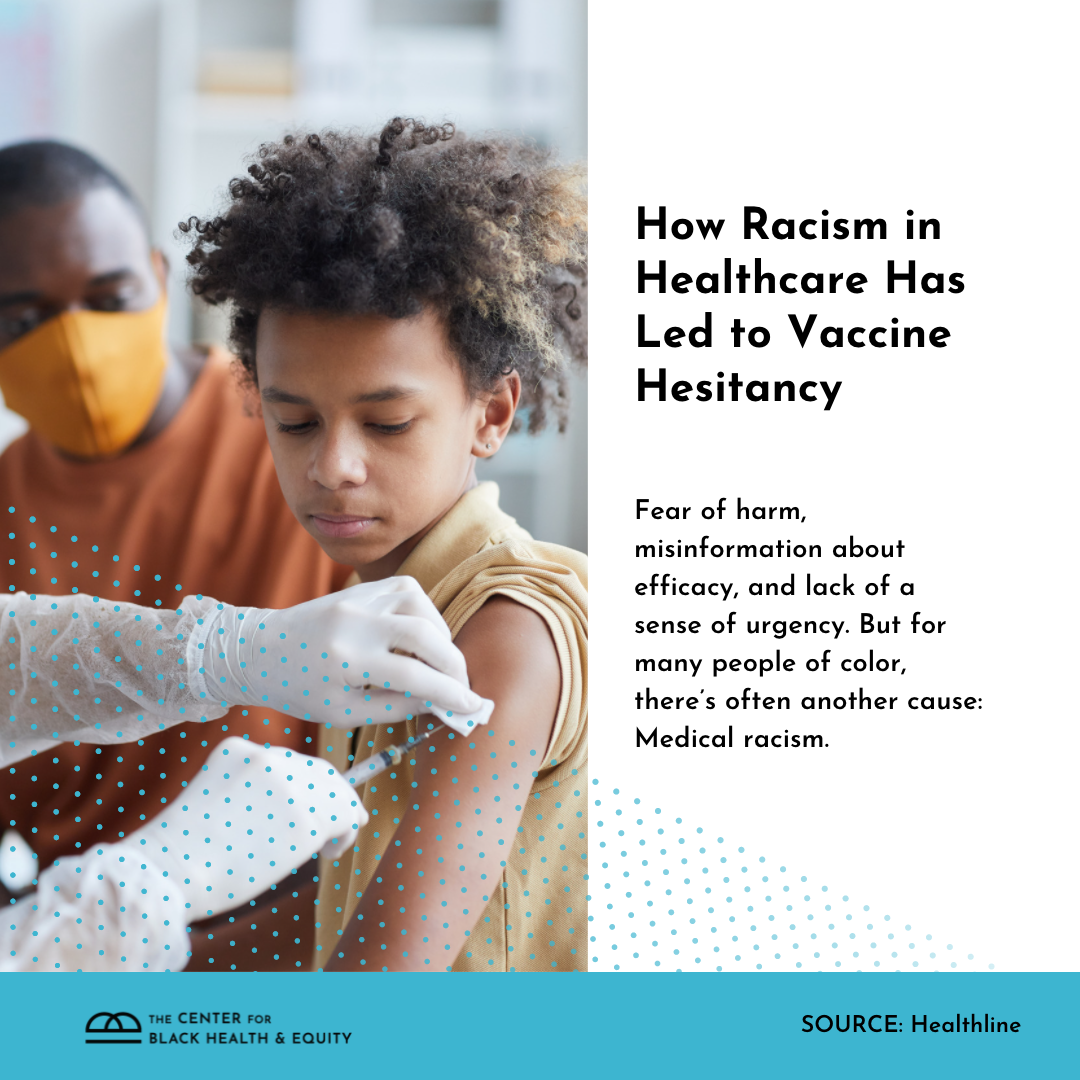 How Racism in
Healthcare Has
Led to Vaccine
Hesitancy
Fear of harm,
misinformation about
efficacy, and lack of a
sense of urgency. But for
many people of color,
there's often another cause:
Medical racism.
THE CENTER FOR
BLACK HEALTH & EQUITY
SOURCE: Healthline